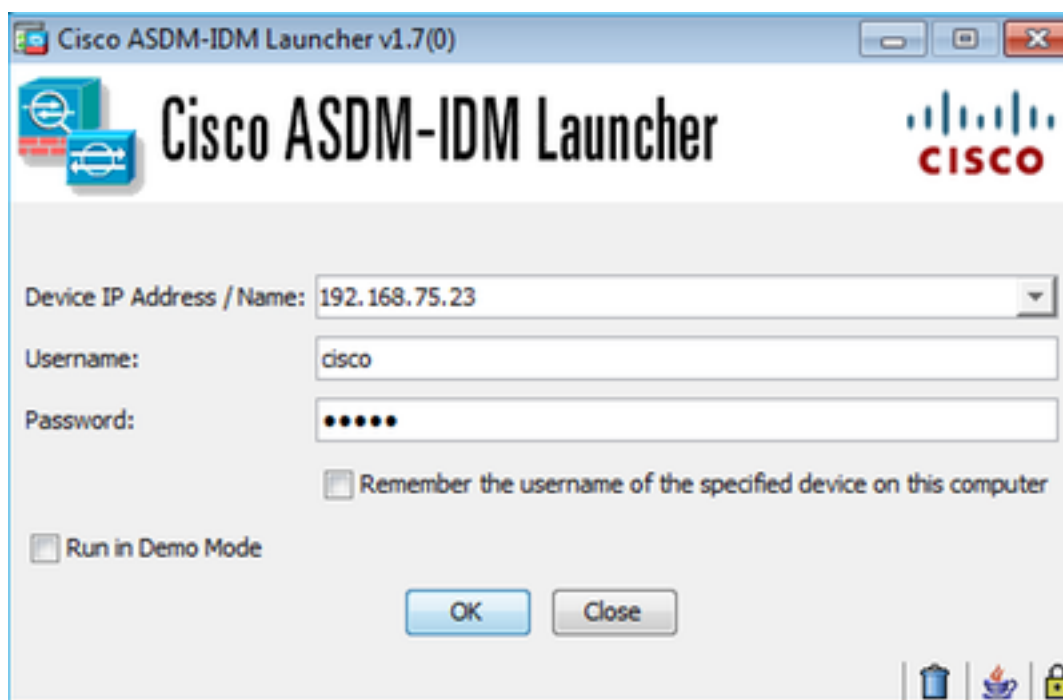 Cisco ASDM-IDM Launcher v1.7(0)
Cisco ASDM-IDM Launcher
CISCO
Device IP Address / Name: 192.168.75.23
Username: cisco
Password: •••••
Remember the username of the specified device on this computer
Run in Demo Mode
OK Close